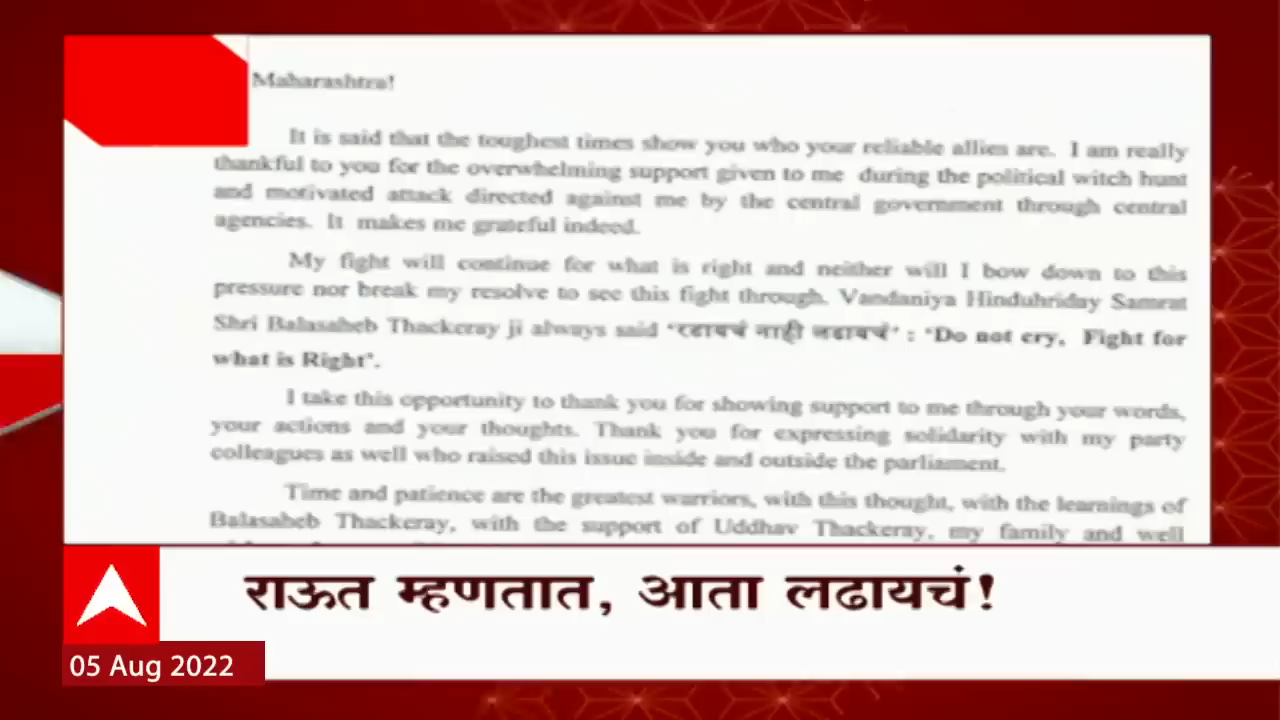 Maharashtra!
It is said that the toughest times show you who your reliable allies are. I am really
thankful to you for the overwhelming support given to me during the political witch hunt
and motivated attack directed against me by the central government through central
agencies. It makes me grateful indeed.
My fight will continue for what is right and neither will I bow down to this
pressure nor break my resolve to see this fight through. Vandaniya Hinduhriday Samrat
Shri Balasaheb Thackeray ji always said 'रडायचं नाही लढायचं' : 'Do not cry, Fight for
what is Right'.
I take this opportunity to thank you for showing support to me through your words,
your actions and your thoughts. Thank you for expressing solidarity with my party
colleagues as well who raised this issue inside and outside the parliament.
Time and patience are the greatest warriors, with this thought, with the learnings of
Balasaheb Thackeray, with the support of Uddhav Thackeray, my family and well
राऊत म्हणतात, आता लढायचं!
05 Aug 2022